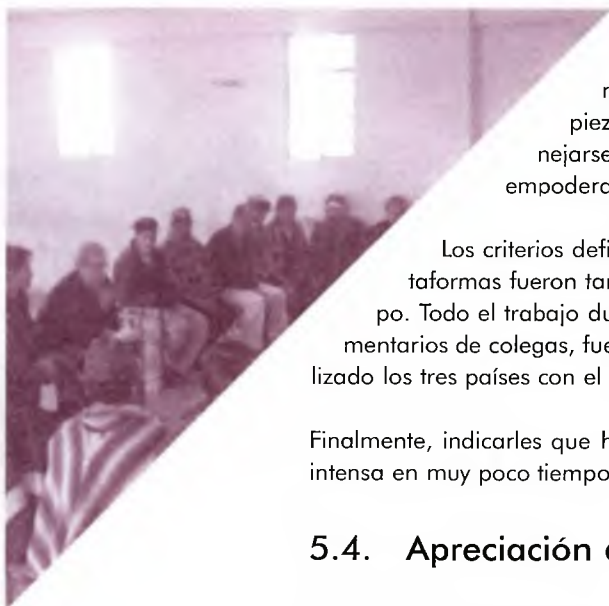 piez
nejarse
empodera
Los criterios defi
taformas fueron tar
po. Todo el trabajo du
mentarios de colegas, fue
lizado los tres países con el
Finalmente, indicarles que h
intensa en muy poco tiempo
5.4. Apreciación